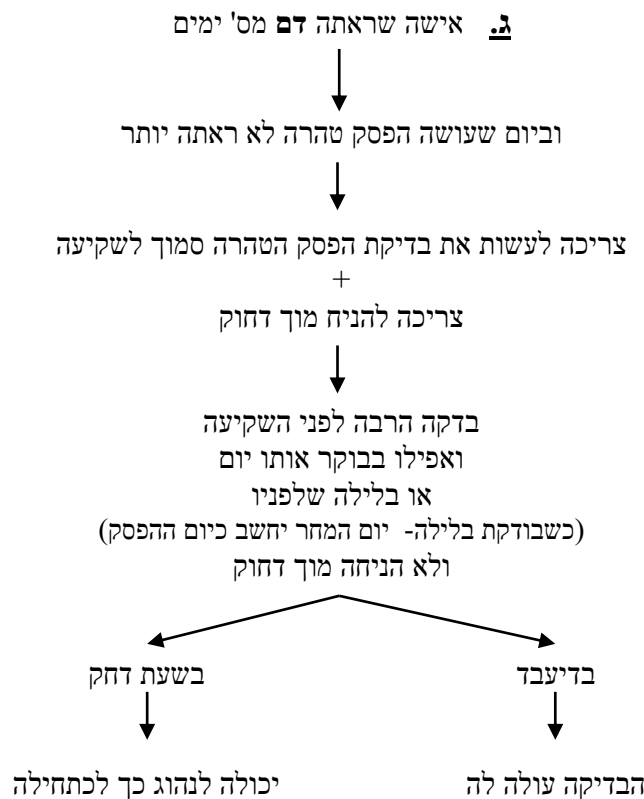 ג. אישה שראתה דם מס' ימים
וביום שעושה הפסק טהרה לא ראתה יותר
צריכה לעשות את בדיקת הפסק הטהרה סמוך לשקיעה
+
צריכה להניח מוך דחוק
בדקה הרבה לפני השקיעה
ואפילו בבוקר אותו יום
או בלילה שלפניו
(כשבודקת בלילה- יום המחר יחשב כיום ההפסק)
ולא הניחה מוך דחוק
בדיעבד
בשעת דחק
הבדיקה עולה לה
יכולה לנהוג כך לכתחילה